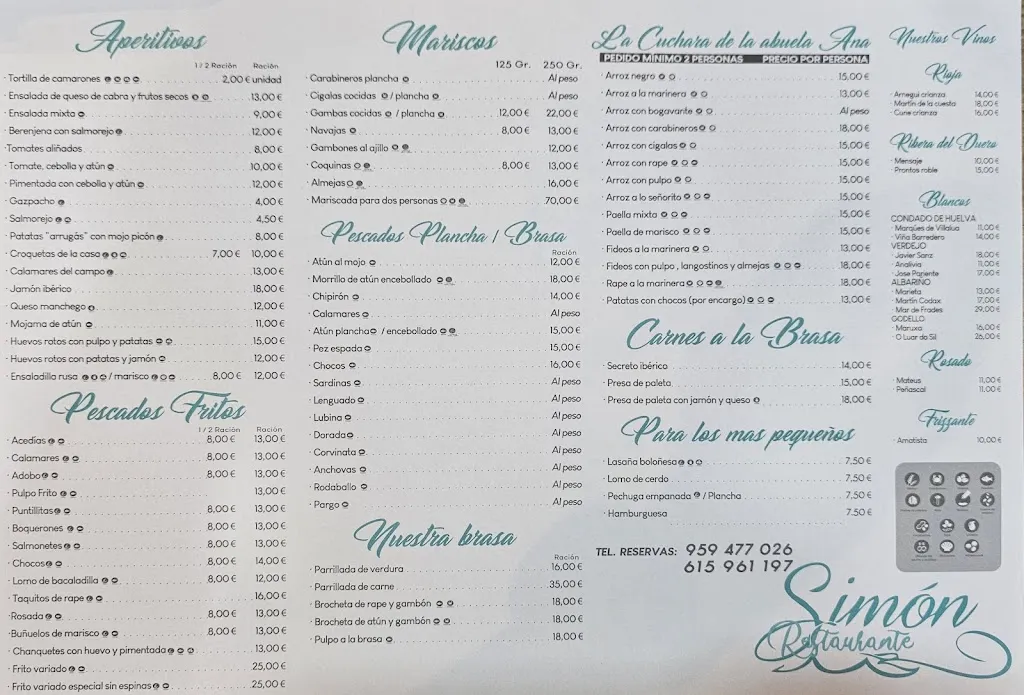 Aperitivos
1/2 Ración Ración
· Tortilla de camarones 2,00 € unidad
· Ensalada de queso de cabra y frutos secos 13,00 €
· Ensalada mixta 9,00 €
· Berenjena con salmorejo 12,00 €
Tomates aliñados 8,00 €
· Tomate, cebolla y atún 10,00 €
· Pimentada con cebolla y atún 12,00 €
· Gazpacho 4,00 €
· Salmorejo 4,50 €
· Patatas "arrugás" con mojo picón 8,00 €
· Croquetas de la casa 7,00 € 10,00 €
· Calamares del campo 13,00 €
· Jamón ibérico 18,00 €
· Queso manchego 12,00 €
· Mojama de atún 11,00 €
· Huevos rotos con pulpo y patatas 15,00 €
· Huevos rotos con patatas y jamón 12,00 €
· Ensaladilla rusa / marisco 8,00 € 12,00 €
Pescados Fritos
1/2 Ración Ración
· Acedías 8,00 € 13,00 €
· Calamares 8,00 € 13,00 €
· Adobo 8,00 € 13,00 €
· Pulpo Frito 13,00 €
· Puntillitas 8,00 € 13,00 €
· Boquerones 8,00 € 13,00 €
· Salmonetes 8,00 € 13,00 €
· Chocos 8,00 € 14,00 €
· Lomo de bacaladilla 8,00 € 12,00 €
· Taquitos de rape 16,00 €
· Rosada 8,00 € 13,00 €
· Buñuelos de marisco 8,00 € 13,00 €
· Chanquetes con huevo y pimentada 13,00 €
· Frito variado 25,00 €
· Frito variado especial sin espinas 25,00 €
Mariscos
125 Gr. 250 Gr.
· Carabineros plancha Al peso
· Cigalas cocidas / plancha Al peso
· Gambas cocidas / plancha 12,00 € 22,00 €
· Navajas 8,00 € 13,00 €
· Gambones al ajillo 12,00 €
· Coquinas 8,00 € 13,00 €
· Almejas 16,00 €
· Mariscada para dos personas 70,00 €
Pescados Plancha / Brasa
Ración
· Atún al mojo 12,00 €
· Morrillo de atún encebollado 18,00 €
· Chipirón 14,00 €
· Calamares Al peso
· Atún plancha / encebollado 15,00 €
· Pez espada 15,00 €
· Chocos 16,00 €
· Sardinas Al peso
· Lenguado Al peso
· Lubina Al peso
· Dorada Al peso
· Corvinata Al peso
· Anchovas Al peso
· Rodaballo Al peso
· Pargo Al peso
Nuestra brasa
Ración
· Parrillada de verdura 16,00 €
· Parrillada de carne 35,00 €
· Brocheta de rape y gambón 18,00 €
· Brocheta de atún y gambón 18,00 €
· Pulpo a la brasa 18,00 €
La Cuchara de la abuela Ana
PEDIDO MÍNIMO 2 PERSONAS PRECIO POR PERSONA
· Arroz negro 15,00 €
· Arroz a la marinera 13,00 €
· Arroz con bogavante Al peso
· Arroz con carabineros 18,00 €
· Arroz con cigalas 15,00 €
· Arroz con rape 15,00 €
· Arroz con pulpo 15,00 €
· Arroz a lo señorito 15,00 €
· Paella mixta 15,00 €
· Paella de marisco 15,00 €
· Fideos a la marinera 13,00 €
· Fideos con pulpo , langostinos y almejas 18,00 €
· Rape a la marinera 18,00 €
· Patatas con chocos (por encargo) 13,00 €
Carnes a la Brasa
· Secreto ibérico 14,00 €
· Presa de paleta 15,00 €
· Presa de paleta con jamón y queso 18,00 €
Para los mas pequeños
· Lasaña boloñesa 7,50 €
· Lomo de cerdo 7,50 €
· Pechuga empanada / Plancha 7,50 €
· Hamburguesa 7,50 €
TEL. RESERVAS: 959 477 026
615 961 197
Nuestros Vinos
Rioja
· Arnegui crianza 14,00 €
· Martín de la cuesta 18,00 €
· Cune crianza 16,00 €
Ribera del Duero
· Mensaje 10,00 €
· Prontos roble 15,00 €
Blancos
CONDADO DE HUELVA
· Marqúes de Villalua 11,00 €
· Viña Barredero 14,00 €
VERDEJO
· Javier Sanz 18,00 €
· Analivia 11,00 €
· Jose Pariente 17,00 €
ALBARIÑO
· Marieta 13,00 €
· Martín Codax 17,00 €
· Mar de Frades 29,00 €
GODELLO
· Maruxa 16,00 €
· O Luar do Sil 26,00 €
Rosado
· Mateus 11,00 €
· Peñascal 11,00 €
Frizzante
· Amatista 10,00 €
Simón
Restaurante